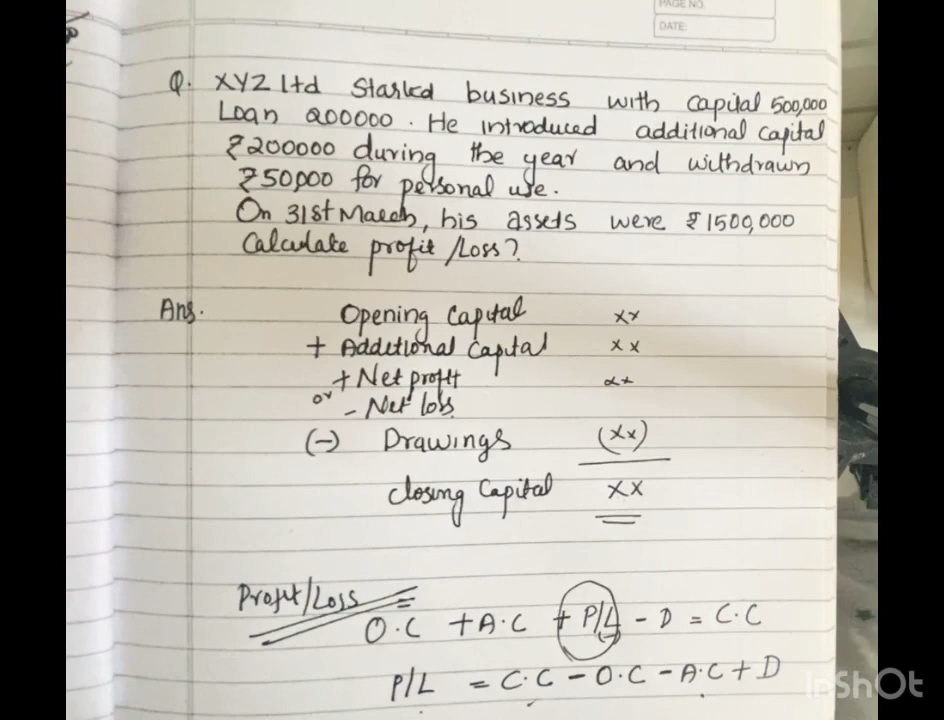 PAGE NO.
DATE:
Q. XYZ Ltd Started business with capital 500,000
Loan 200000. He introduced additional capital
₹200000 during the year and withdrawn
₹50,000 for personal use.
On 31st March, his assets were ₹1500,000
Calculate profit/Loss?
Ans.
Opening Capital xx
+ Additional Capital xx
+ Net profit xx
or - Net loss
(-) Drawings (xx)
closing Capital xx
Profit/Loss
O.C + A.C + P/L - D = C.C
P/L = C.C - O.C - A.C + D
InShOt